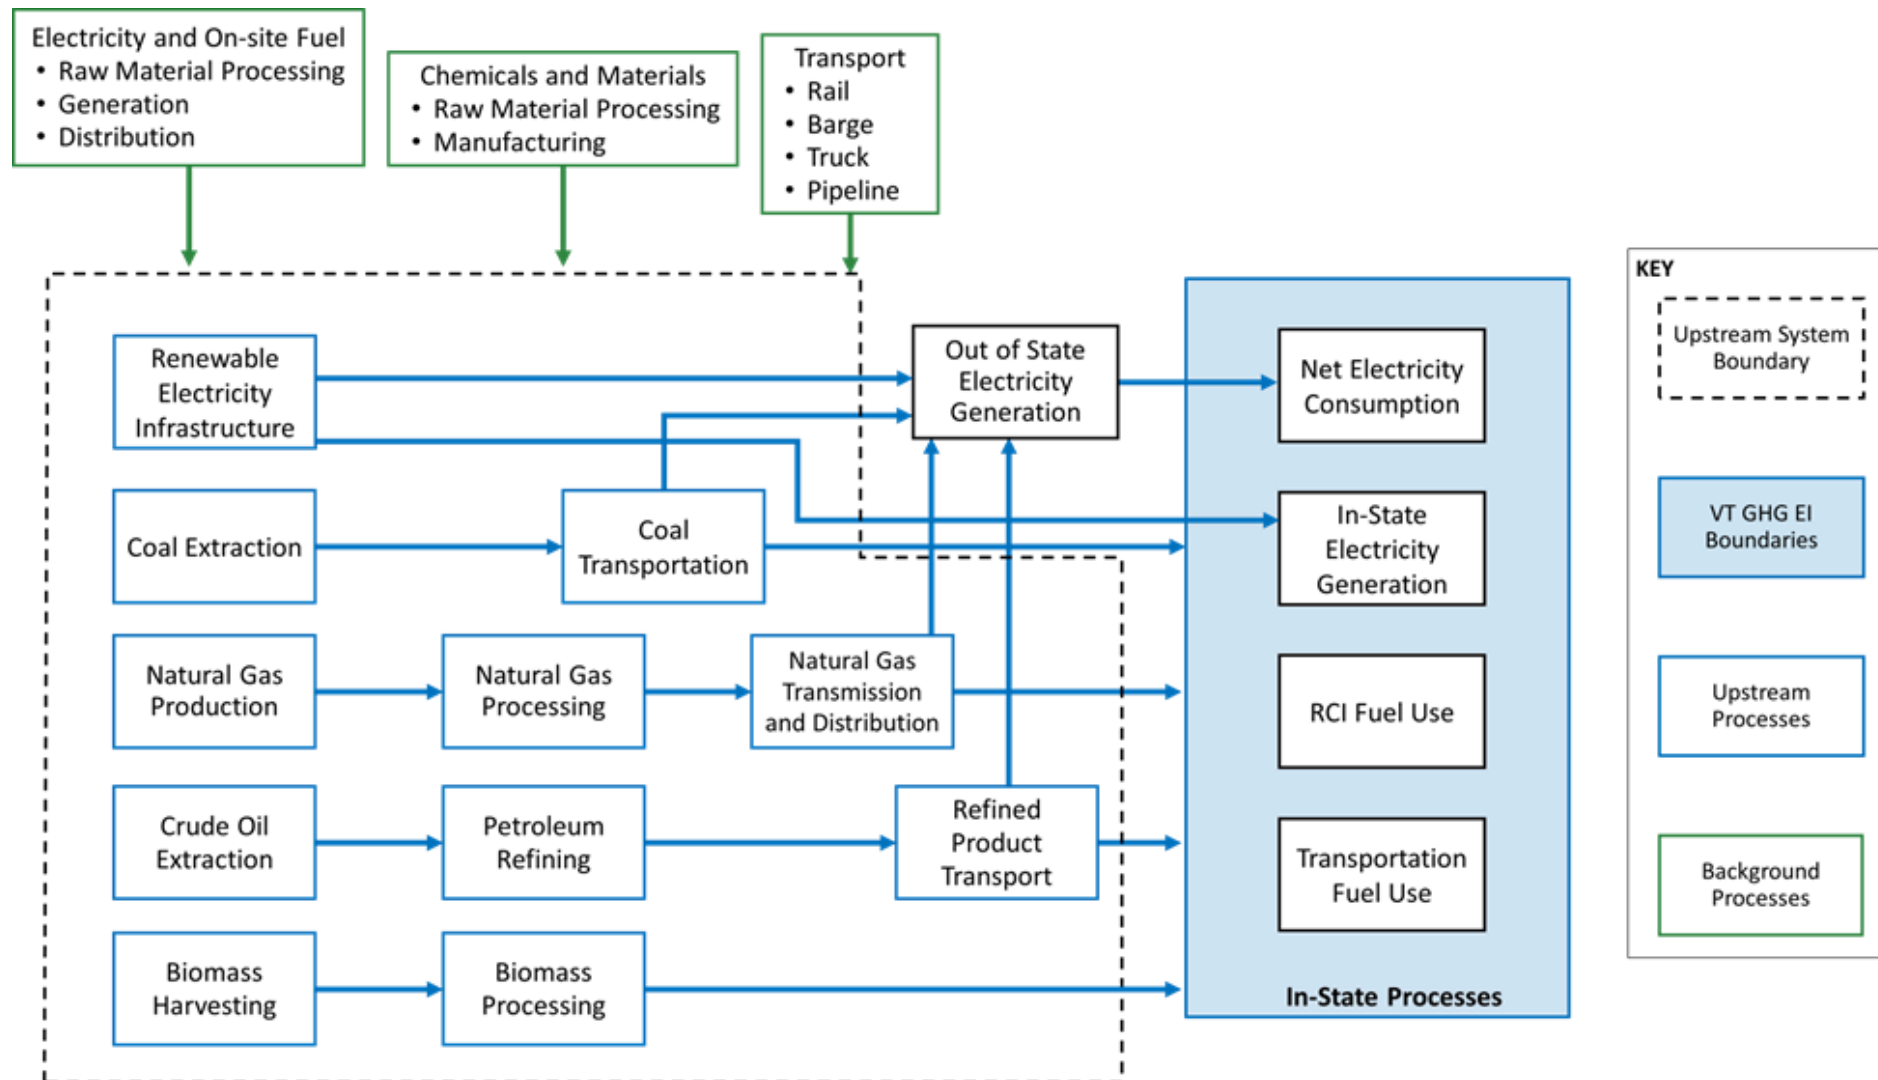 Electricity and On-site Fuel
• Raw Material Processing
• Generation
• Distribution
Chemicals and Materials
• Raw Material Processing
• Manufacturing
Transport
• Rail
• Barge
• Truck
• Pipeline
Renewable
Electricity
Infrastructure
Out of State
Electricity
Generation
Net Electricity
Consumption
Coal Extraction
Coal
Transportation
In-State
Electricity
Generation
Natural Gas
Production
Natural Gas
Processing
Natural Gas
Transmission
and Distribution
RCI Fuel Use
Crude Oil
Extraction
Petroleum
Refining
Refined
Product
Transport
Transportation
Fuel Use
Biomass
Harvesting
Biomass
Processing
In-State Processes
KEY
Upstream System
Boundary
VT GHG EI
Boundaries
Upstream
Processes
Background
Processes